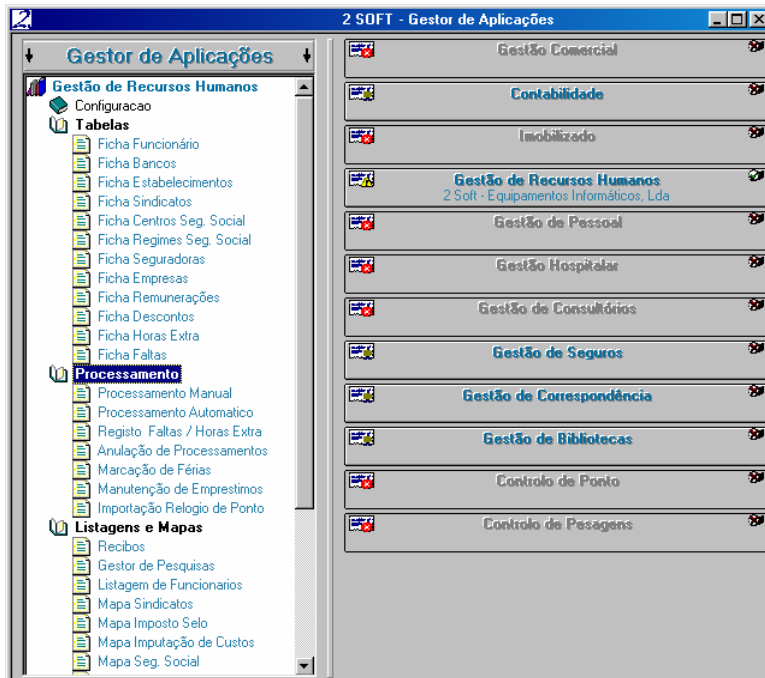 2 SOFT - Gestor de Aplicações
Gestor de Aplicações
Gestão de Recursos Humanos
Configuracao
Tabelas
Ficha Funcionário
Ficha Bancos
Ficha Estabelecimentos
Ficha Sindicatos
Ficha Centros Seg. Social
Ficha Regimes Seg. Social
Ficha Seguradoras
Ficha Empresas
Ficha Remunerações
Ficha Descontos
Ficha Horas Extra
Ficha Faltas
Processamento
Processamento Manual
Processamento Automatico
Registo Faltas / Horas Extra
Anulação de Processamentos
Marcação de Férias
Manutenção de Emprestimos
Importação Relogio de Ponto
Listagens e Mapas
Recibos
Gestor de Pesquisas
Listagem de Funcionarios
Mapa Sindicatos
Mapa Imposto Selo
Mapa Imputação de Custos
Mapa Seg. Social
Gestão Comercial
Contabilidade
Imobilizado
Gestão de Recursos Humanos
2 Soft - Equipamentos Informáticos, Lda
Gestão de Pessoal
Gestão Hospitalar
Gestão de Consultórios
Gestão de Seguros
Gestão de Correspondência
Gestão de Bibliotecas
Controlo de Ponto
Controlo de Pesagens